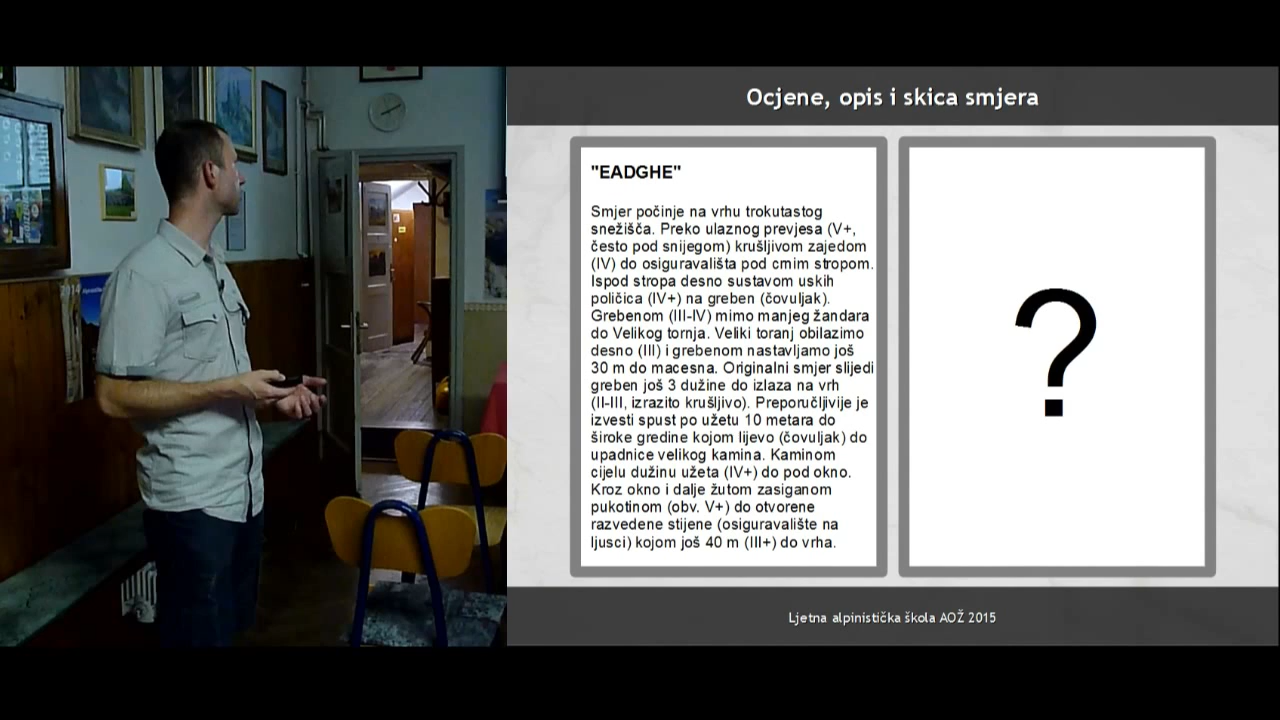 Ocjene, opis i skica smjera
"EADGHE"
Smjer počinje na vrhu trokutastog
snežišča. Preko ulaznog prevjesa (V+,
često pod snijegom) krušljivom zajedom
(IV) do osiguravališta pod crnim stropom.
Ispod stropa desno sustavom uskih
poličica (IV+) na greben (čovuljak).
Grebenom (III-IV) mimo manjeg žandara
do Velikog tornja. Veliki toranj obilazimo
desno (III) i grebenom nastavljamo još
30 m do macesna. Originalni smjer slijedi
greben još 3 dužine do izlaza na vrh
(II-III, izrazito krušljivo). Preporučljivije je
izvesti spust po užetu 10 metara do
široke gredine kojom lijevo (čovuljak) do
upadnice velikog kamina. Kaminom
cijelu dužinu užeta (IV+) do pod okno.
Kroz okno i dalje žutom zasiganom
pukotinom (obv. V+) do otvorene
razvedene stijene (osiguravalište na
ljusci) kojom još 40 m (III+) do vrha.
?
Ljetna alpinistička škola AOŽ 2015
2014